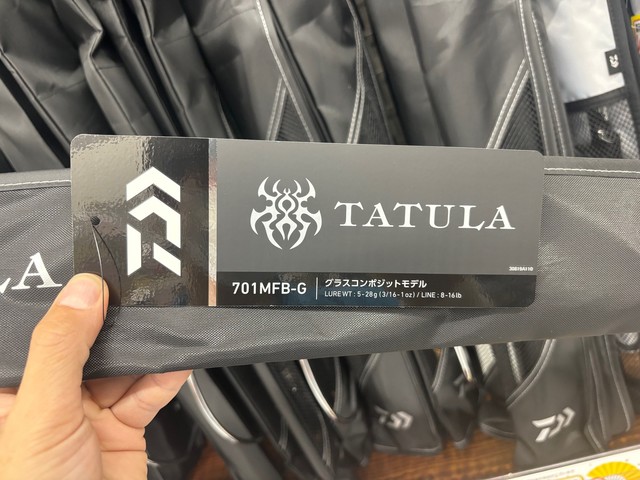 TATULA
701MFB-G
グラスコンポジットモデル
LURE WT : 5-28g (3/16-1oz) / LINE : 8-16lb
LA